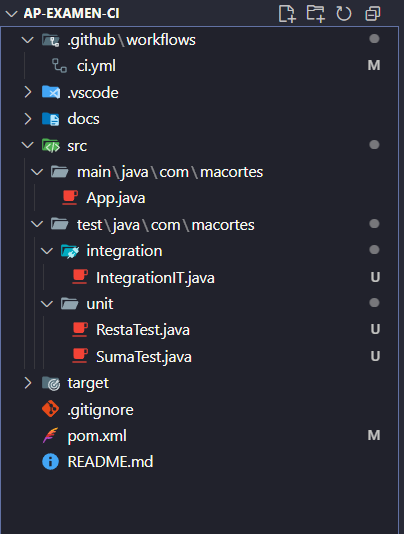 AP-EXAMEN-CI
.github\workflows
ci.yml M
.vscode
docs
src
main\java\com\macortes
App.java
test\java\com\macortes
integration
IntegrationIT.java U
unit
RestaTest.java U
SumaTest.java U
target
.gitignore
pom.xml M
README.md